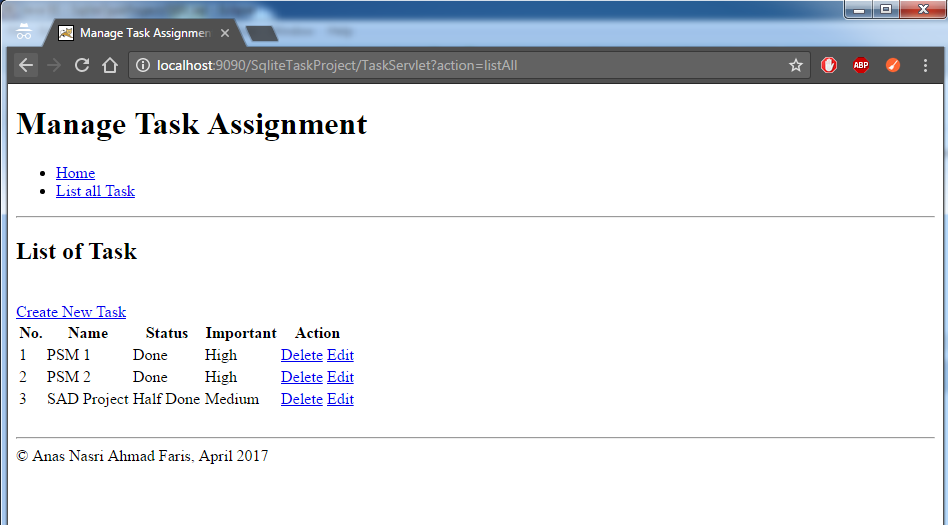 Manage Task Assignmen
localhost:9090/SqliteTaskProject/TaskServlet?action=listAll
ABP
Manage Task Assignment
Home
List all Task
List of Task
Create New Task
No. Name Status Important Action
1 PSM 1 Done High Delete Edit
2 PSM 2 Done High Delete Edit
3 SAD Project Half Done Medium Delete Edit
© Anas Nasri Ahmad Faris, April 2017